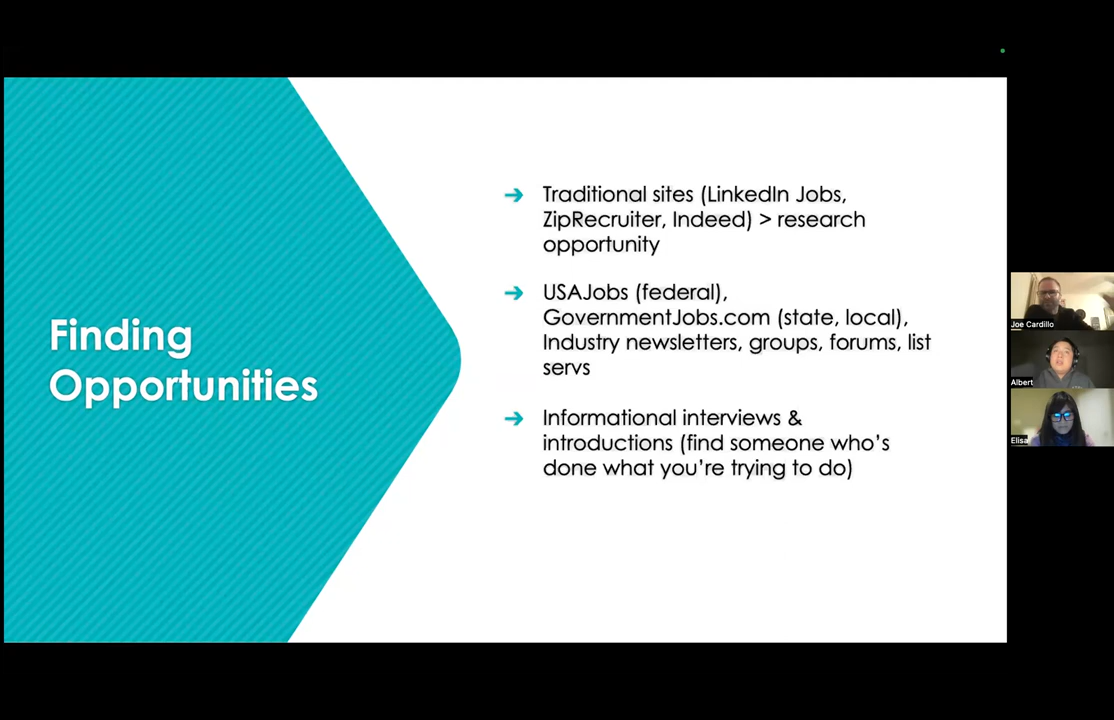 Finding
Opportunities
➔ Traditional sites (LinkedIn Jobs,
ZipRecruiter, Indeed) > research
opportunity
➔ USAJobs (federal),
GovernmentJobs.com (state, local),
Industry newsletters, groups, forums, list
servs
➔ Informational interviews &
introductions (find someone who's
done what you're trying to do)
Joe Cardillo
Albert
Elisa